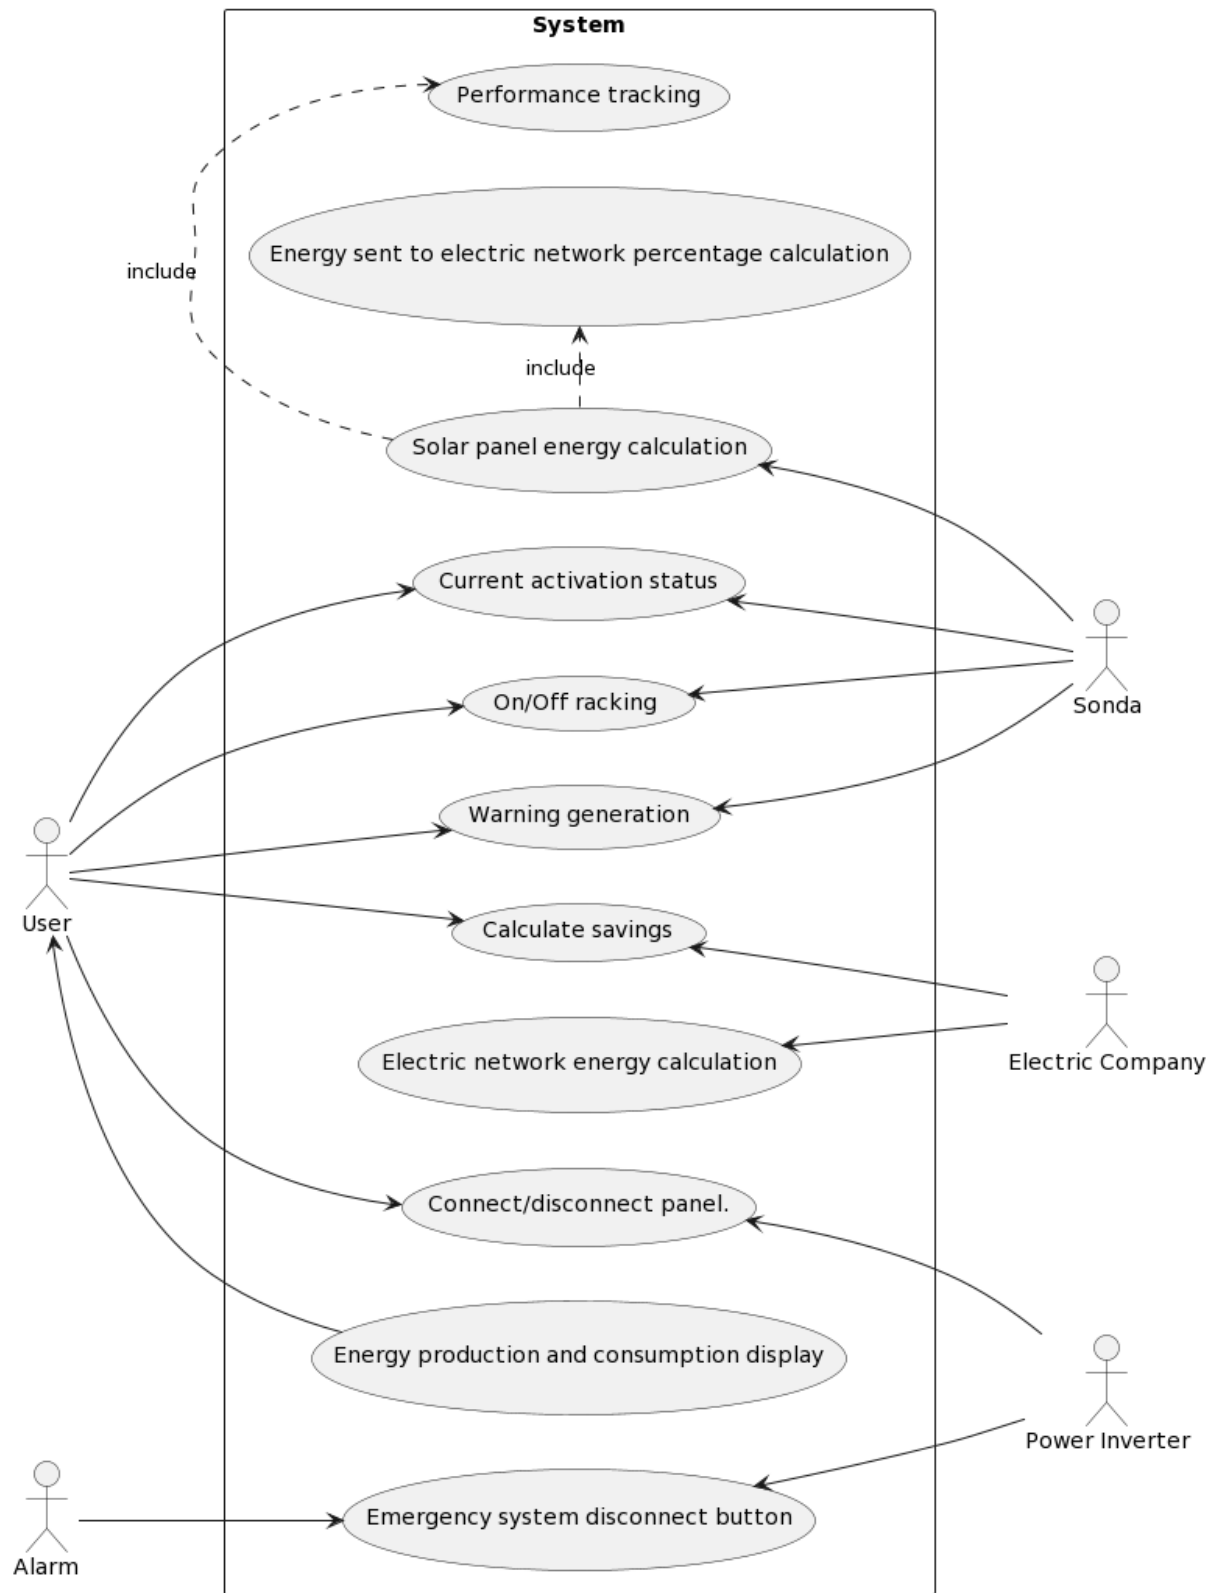 System
Performance tracking
Energy sent to electric network percentage calculation
include
include
Solar panel energy calculation
Current activation status
On/Off racking
Sonda
Warning generation
User
Calculate savings
Electric network energy calculation
Electric Company
Connect/disconnect panel.
Energy production and consumption display
Power Inverter
Emergency system disconnect button
Alarm